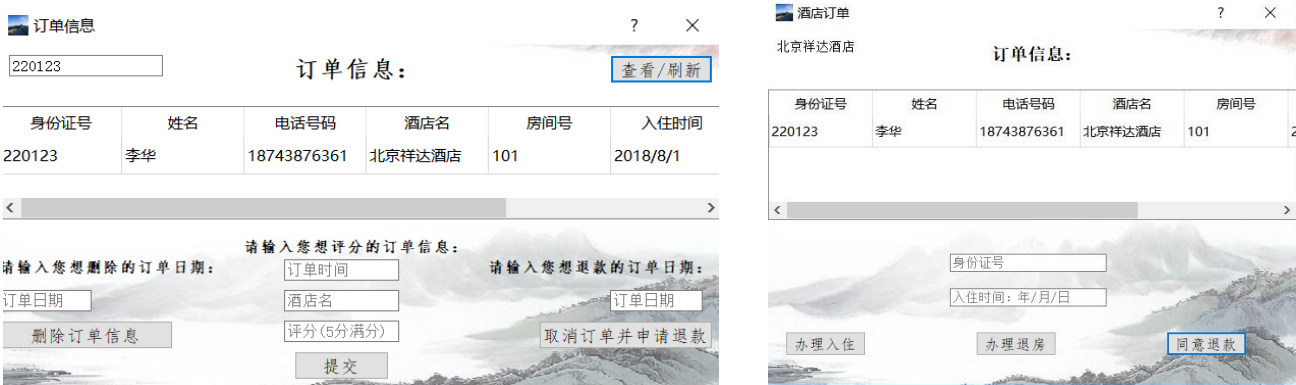 订单信息
220123
订单信息：
查看/刷新
身份证号 姓名 电话号码 酒店名 房间号 入住时间
220123 李华 18743876361 北京祥达酒店 101 2018/8/1
请输入您想评分的订单信息：
请输入您想删除的订单日期：
请输入您想退款的订单日期：
订单时间
订单日期
酒店名
订单日期
删除订单信息
评分(5分满分)
取消订单并申请退款
提交
酒店订单
北京祥达酒店
订单信息：
身份证号 姓名 电话号码 酒店名 房间号
220123 李华 18743876361 北京祥达酒店 101 2
身份证号
入住时间：年/月/日
办理入住 办理退房 同意退款